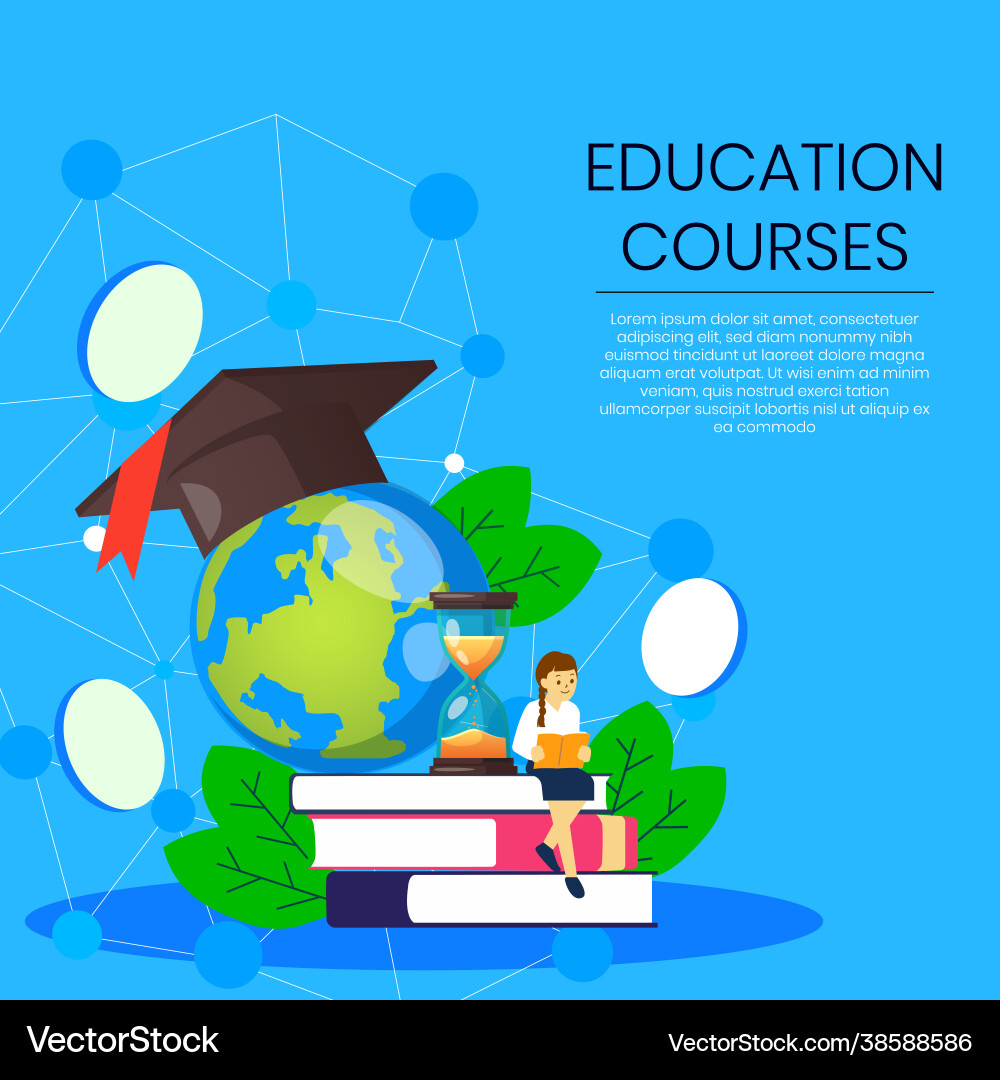 EDUCATION
COURSES
Lorem ipsum dolor sit amet, consectetuer
adipiscing elit, sed diam nonummy nibh
euismod tincidunt ut laoreet dolore magna
aliquam erat volutpat. Ut wisi enim ad minim
veniam, quis nostrud exerci tation
ullamcorper suscipit lobortis nisl ut aliquip ex
ea commodo
VectorStock
VectorStock.com/38588586